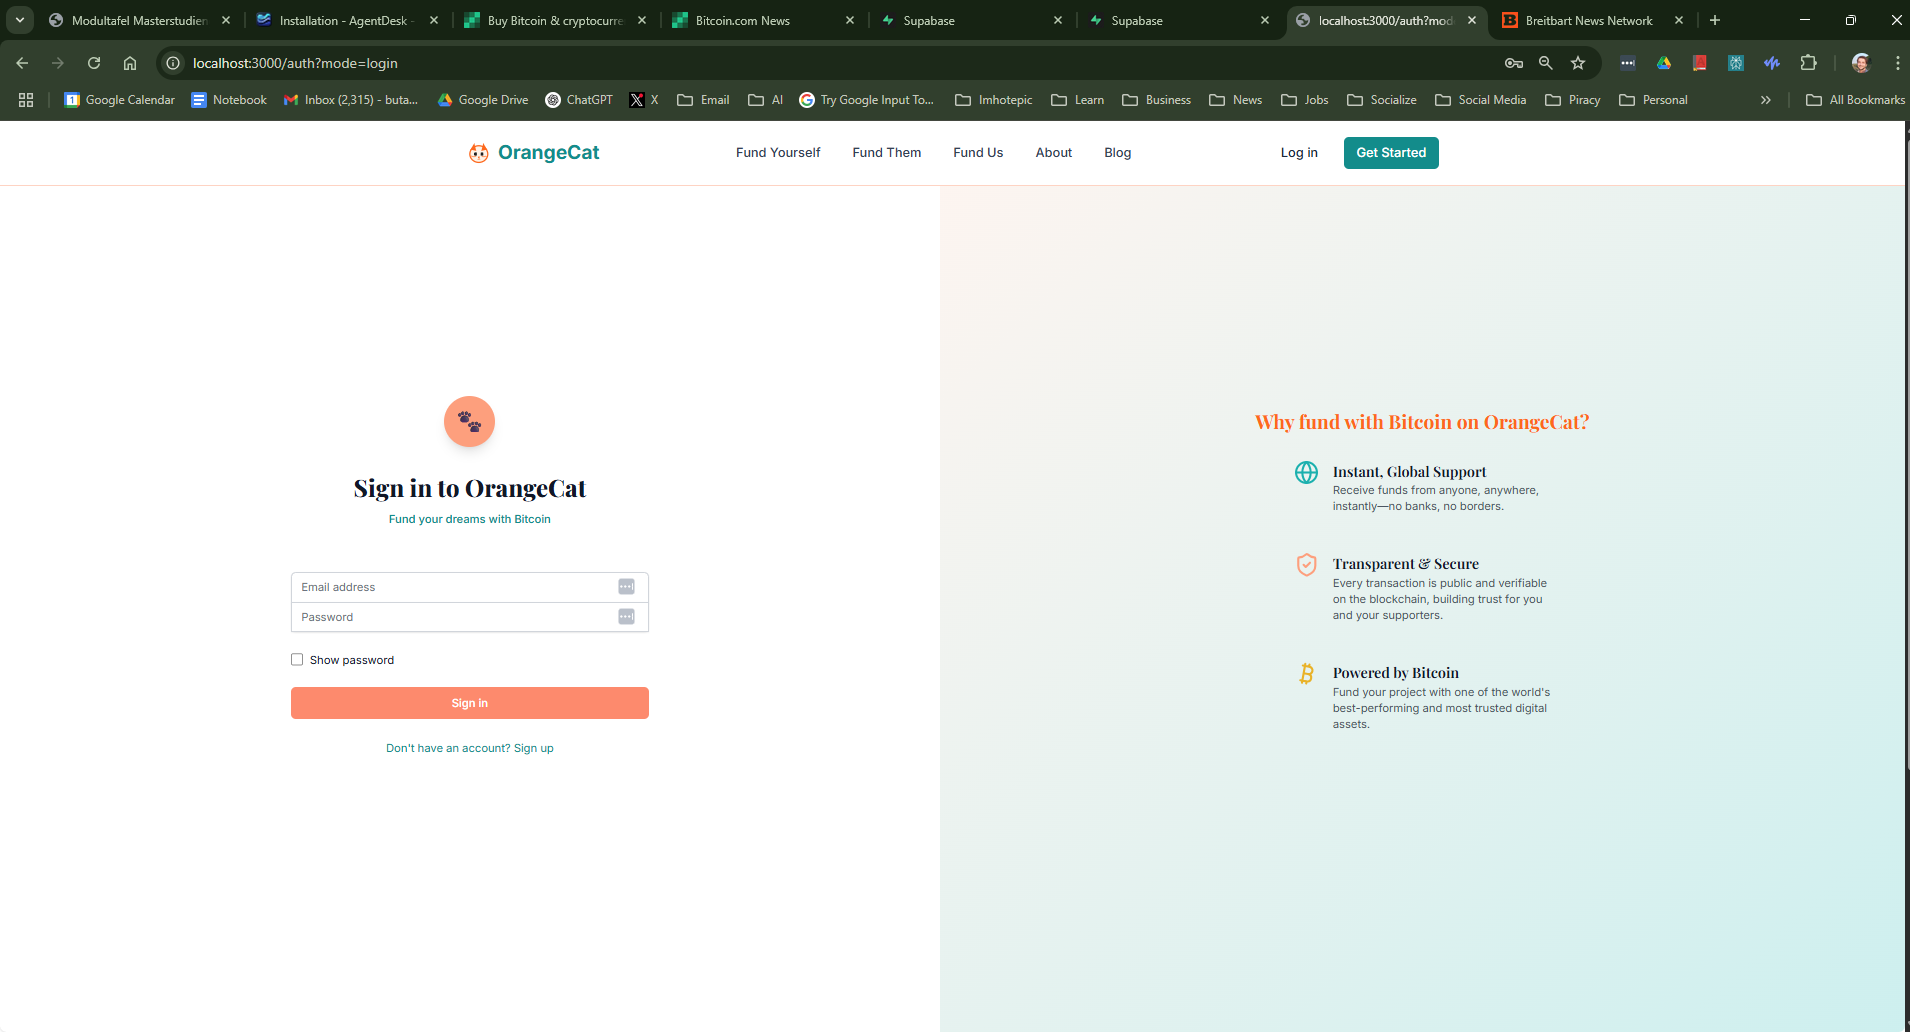 Modultafel Masterstudien
Installation - AgentDesk -
Buy Bitcoin & cryptocurre
Bitcoin.com News
Supabase
Supabase
localhost:3000/auth?mod
Breitbart News Network
localhost:3000/auth?mode=login
Google Calendar
Notebook
Inbox (2,315) - buta...
Google Drive
ChatGPT
X
Email
AI
Try Google Input To...
Imhotepic
Learn
Business
News
Jobs
Socialize
Social Media
Piracy
Personal
All Bookmarks
OrangeCat
Fund Yourself
Fund Them
Fund Us
About
Blog
Log in
Get Started
Sign in to OrangeCat
Fund your dreams with Bitcoin
Email address
Password
Show password
Sign in
Don't have an account? Sign up
Why fund with Bitcoin on OrangeCat?
Instant, Global Support
Receive funds from anyone, anywhere,
instantly—no banks, no borders.
Transparent & Secure
Every transaction is public and verifiable
on the blockchain, building trust for you
and your supporters.
Powered by Bitcoin
Fund your project with one of the world's
best-performing and most trusted digital
assets.